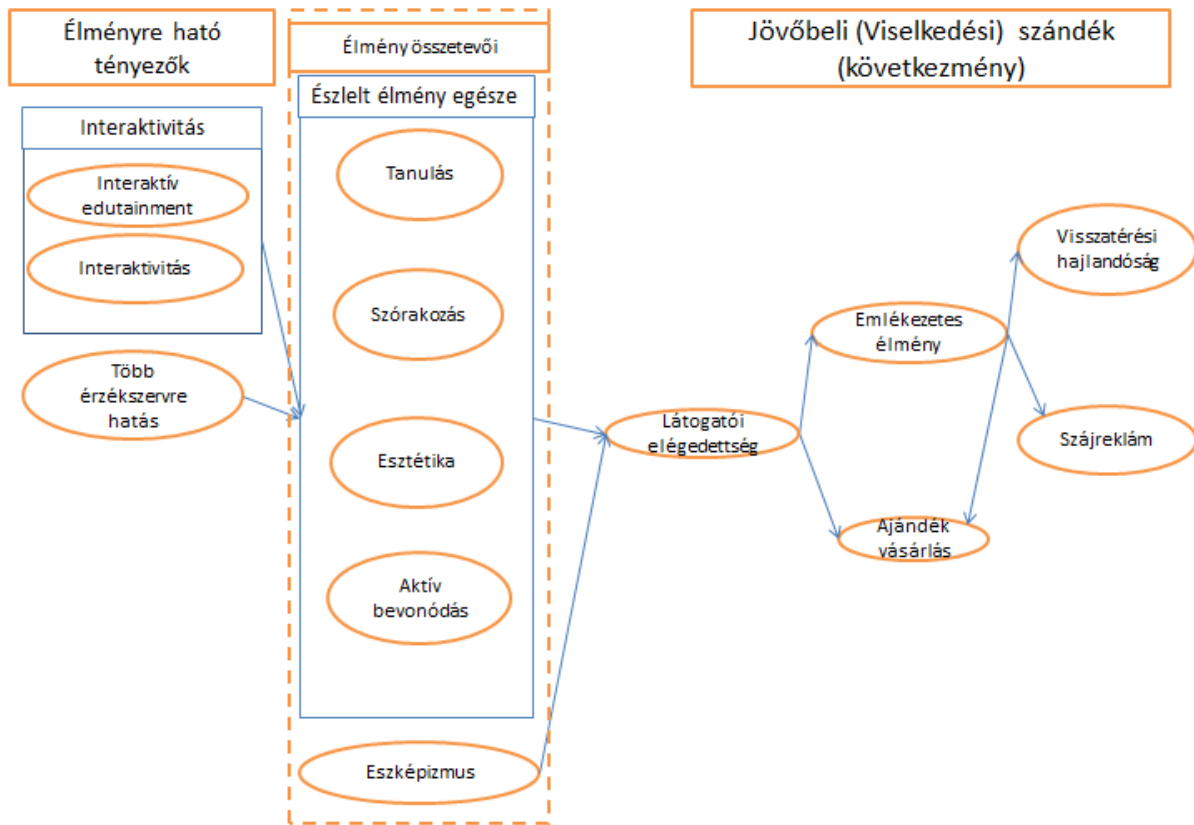 Élményre ható
tényezők
Interaktivitás
Interaktív
edutainment
Interaktivitás
Több
érzékszervre
hatás
Élmény összetevői
Észlelt élmény egésze
Tanulás
Szórakozás
Esztétika
Aktív
bevonódás
Eszképizmus
Jövőbeli (Viselkedési) szándék
(következmény)
Látogatói
elégedettség
Emlékezetes
élmény
Ajándék
vásárlás
Visszatérési
hajlandóság
Szájreklám